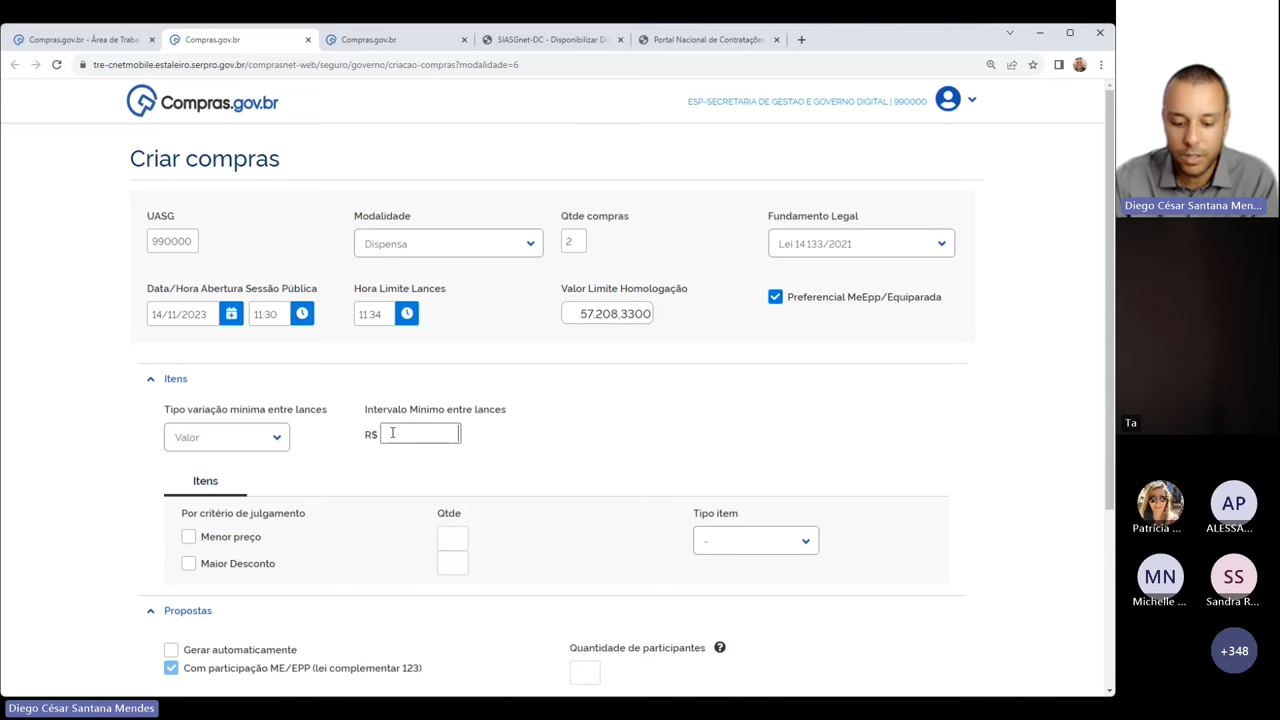 Compras.gov.br - Área de Traba
Compras.gov.br
Compras.gov.br
SIASGnet-DC - Disponibilizar Di
Portal Nacional de Contrataçõe
tre-cnetmobile.estaleiro.serpro.gov.br/comprasnet-web/seguro/governo/criacao-compras?modalidade=6
Compras.gov.br
ESP-SECRETARIA DE GESTAO E GOVERNO DIGITAL | 990000
Criar compras
UASG
Modalidade
Qtde compras
Fundamento Legal
990000
Dispensa
2
Lei 14133/2021
Data/Hora Abertura Sessão Pública
Hora Limite Lances
Valor Limite Homologação
14/11/2023
11:30
11:34
57.208,3300
Preferencial MeEpp/Equiparada
Itens
Tipo variação mínima entre lances
Intervalo Mínimo entre lances
Valor
R$
Itens
Por critério de julgamento
Qtde
Tipo item
Menor preço
-
Maior Desconto
Propostas
Gerar automaticamente
Quantidade de participantes
Com participação ME/EPP (lei complementar 123)
Diego César Santana Men...
Ta
AP
Patrícia ...
ALESSA...
MN
SS
Michelle ...
Sandra R...
+348
Diego César Santana Mendes